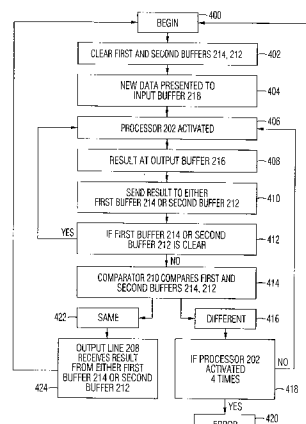 BEGIN
400
CLEAR FIRST AND SECOND BUFFERS 214, 212
402
NEW DATA PRESENTED TO
INPUT BUFFER 218
404
406
PROCESSOR 202 ACTIVATED
RESULT AT OUTPUT BUFFER 216
408
SEND RESULT TO EITHER
FIRST BUFFER 214 OR SECOND BUFFER 212
410
YES
IF FIRST BUFFER 214 OR SECOND
BUFFER 212 IS CLEAR
412
NO
COMPARATOR 210 COMPARES FIRST AND
SECOND BUFFERS 214, 212
414
422
SAME
DIFFERENT
416
OUTPUT LINE 208
RECEIVES RESULT
FROM EITHER FIRST
BUFFER 214 OR SECOND
BUFFER 212
424
IF PROCESSOR 202
ACTIVATED
4 TIMES
NO
418
YES
420
ERROR